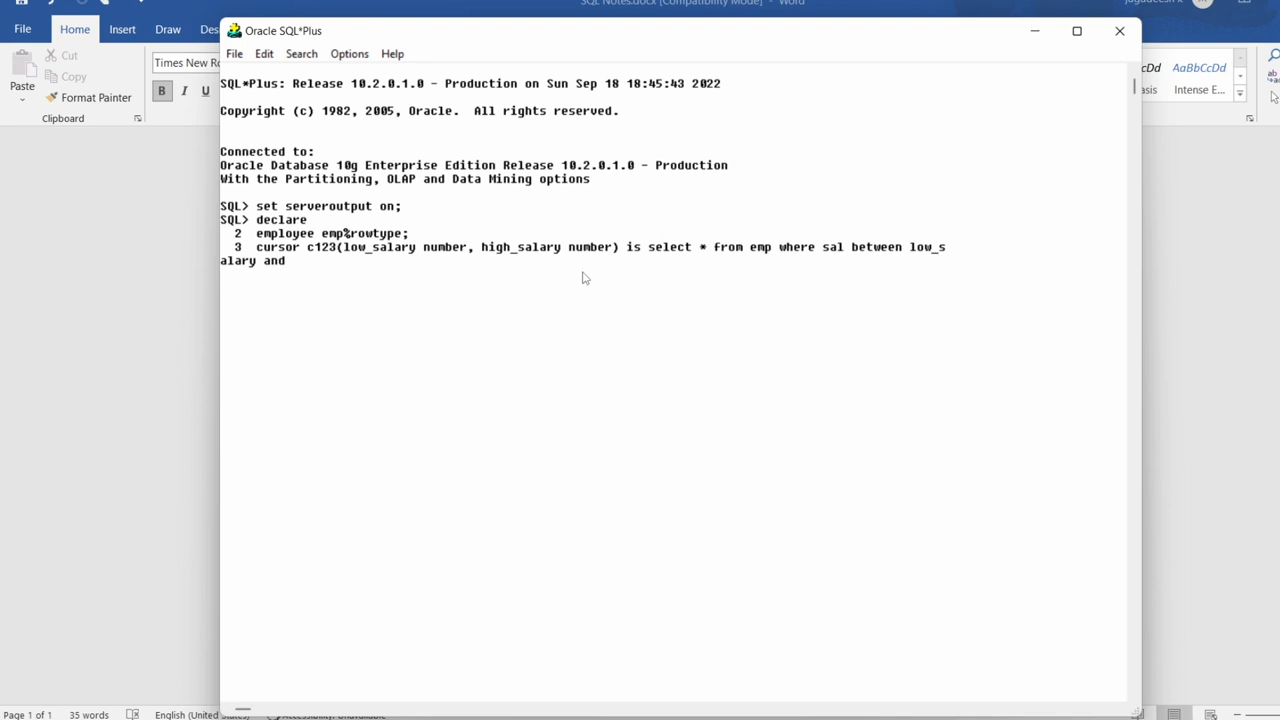 SQL Notes.docx [Compatibility Mode] - Word
File Home Insert Draw
Cut
Copy
Paste
Format Painter
Clipboard
Times New
B I U
AaBbCcDd
Intense E...
Oracle SQL*Plus
File Edit Search Options Help
SQL*Plus: Release 10.2.0.1.0 - Production on Sun Sep 18 18:45:43 2022
Copyright (c) 1982, 2005, Oracle. All rights reserved.
Connected to:
Oracle Database 10g Enterprise Edition Release 10.2.0.1.0 - Production
With the Partitioning, OLAP and Data Mining options
SQL> set serveroutput on;
SQL> declare
2 employee emp%rowtype;
3 cursor c123(low_salary number, high_salary number) is select * from emp where sal between low_s
alary and
Page 1 of 1 35 words English (United States) Accessibility: Unavailable